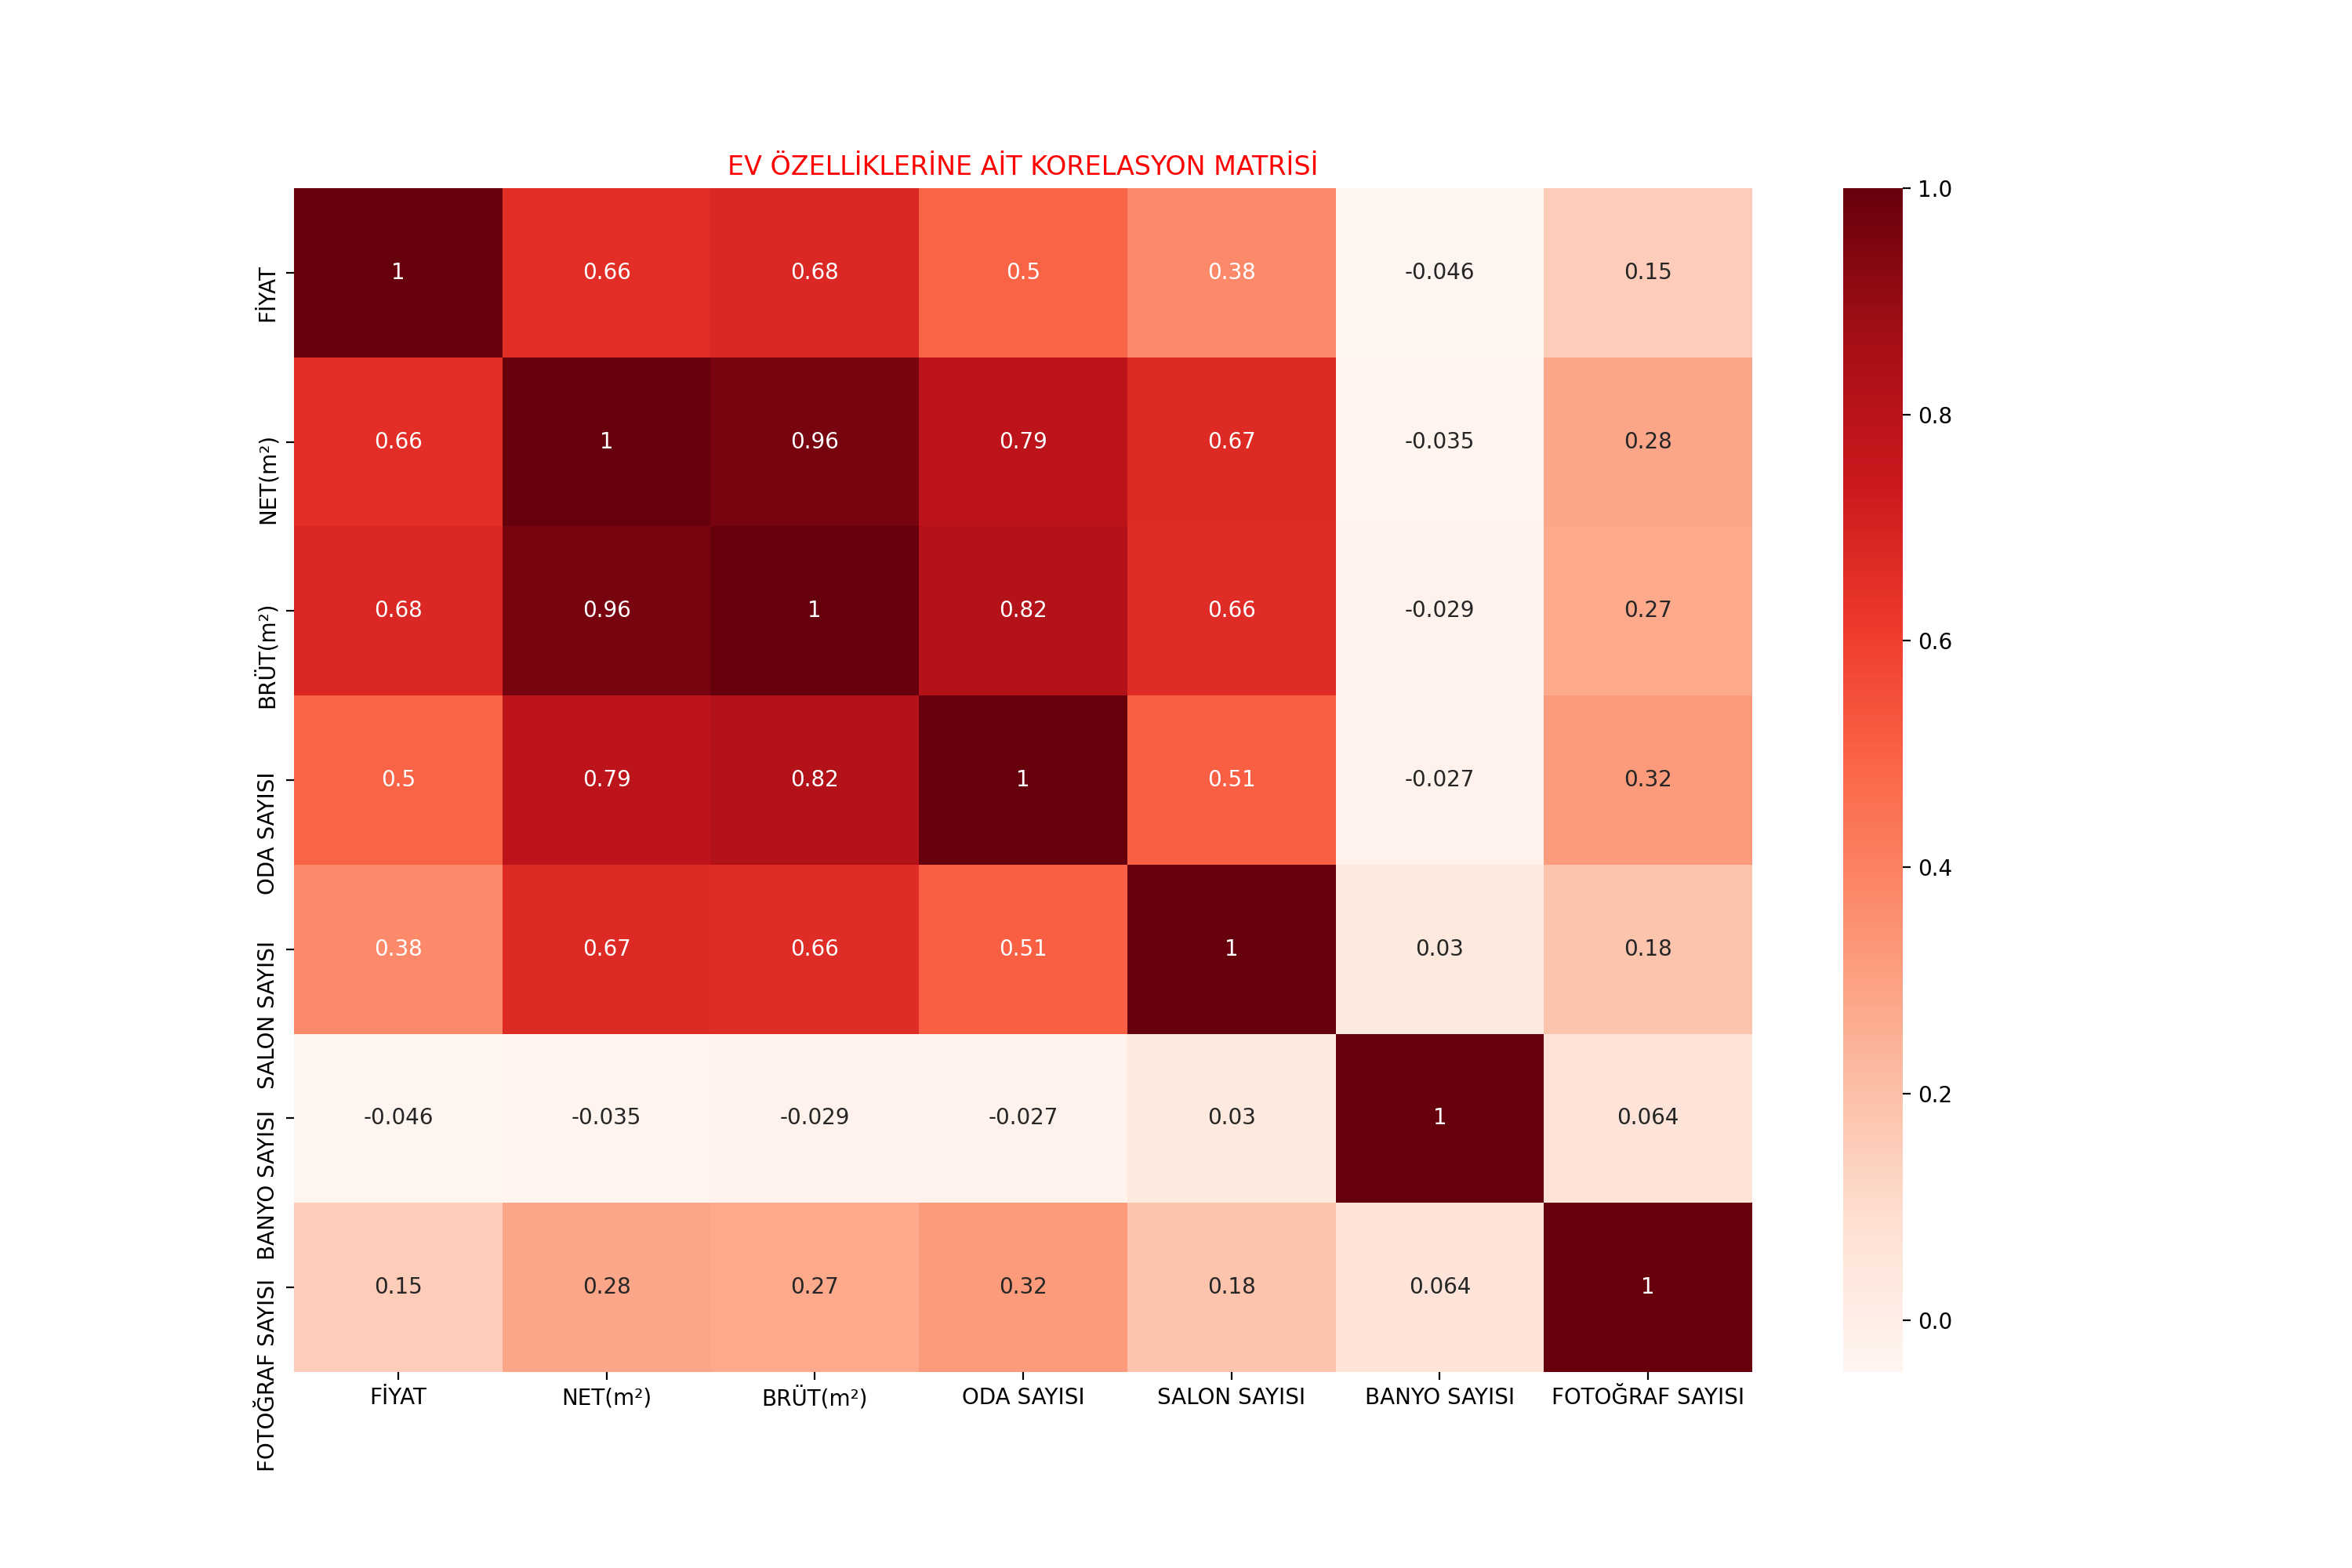 EV ÖZELLİKLERİNE AİT KORELASYON MATRİSİ
FİYAT 1 0.66 0.68 0.5 0.38 -0.046 0.15
NET(m²) 0.66 1 0.96 0.79 0.67 -0.035 0.28
BRÜT(m²) 0.68 0.96 1 0.82 0.66 -0.029 0.27
ODA SAYISI 0.5 0.79 0.82 1 0.51 -0.027 0.32
SALON SAYISI 0.38 0.67 0.66 0.51 1 0.03 0.18
BANYO SAYISI -0.046 -0.035 -0.029 -0.027 0.03 1 0.064
FOTOĞRAF SAYISI 0.15 0.28 0.27 0.32 0.18 0.064 1
FİYAT NET(m²) BRÜT(m²) ODA SAYISI SALON SAYISI BANYO SAYISI FOTOĞRAF SAYISI
1.0
0.8
0.6
0.4
0.2
0.0